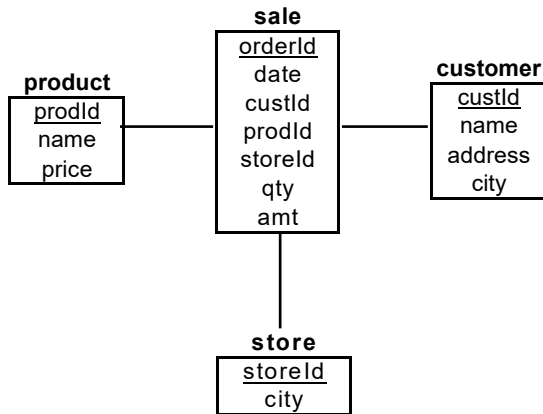 sale
orderId
date
custId
prodId
storeId
qty
amt
product
prodId
name
price
customer
custId
name
address
city
store
storeId
city